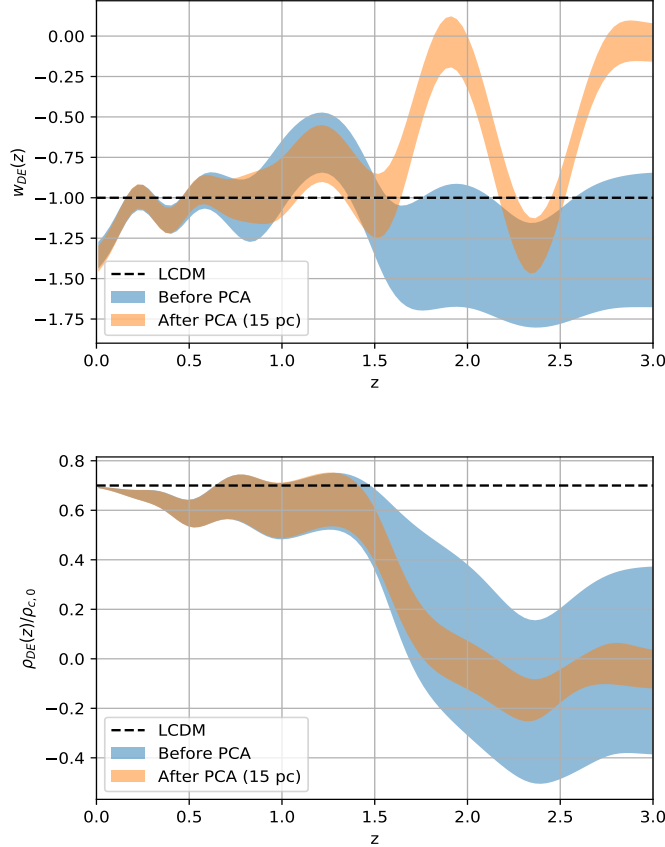 0.00
−0.25
−0.50
−0.75
−1.00
−1.25
−1.50
−1.75
w_DE(z)
LCDM
Before PCA
After PCA (15 pc)
0.0 0.5 1.0 1.5 2.0 2.5 3.0
z
0.8
0.6
0.4
0.2
0.0
−0.2
−0.4
ρ_DE(z)/ρ_c,0
LCDM
Before PCA
After PCA (15 pc)
0.0 0.5 1.0 1.5 2.0 2.5 3.0
z